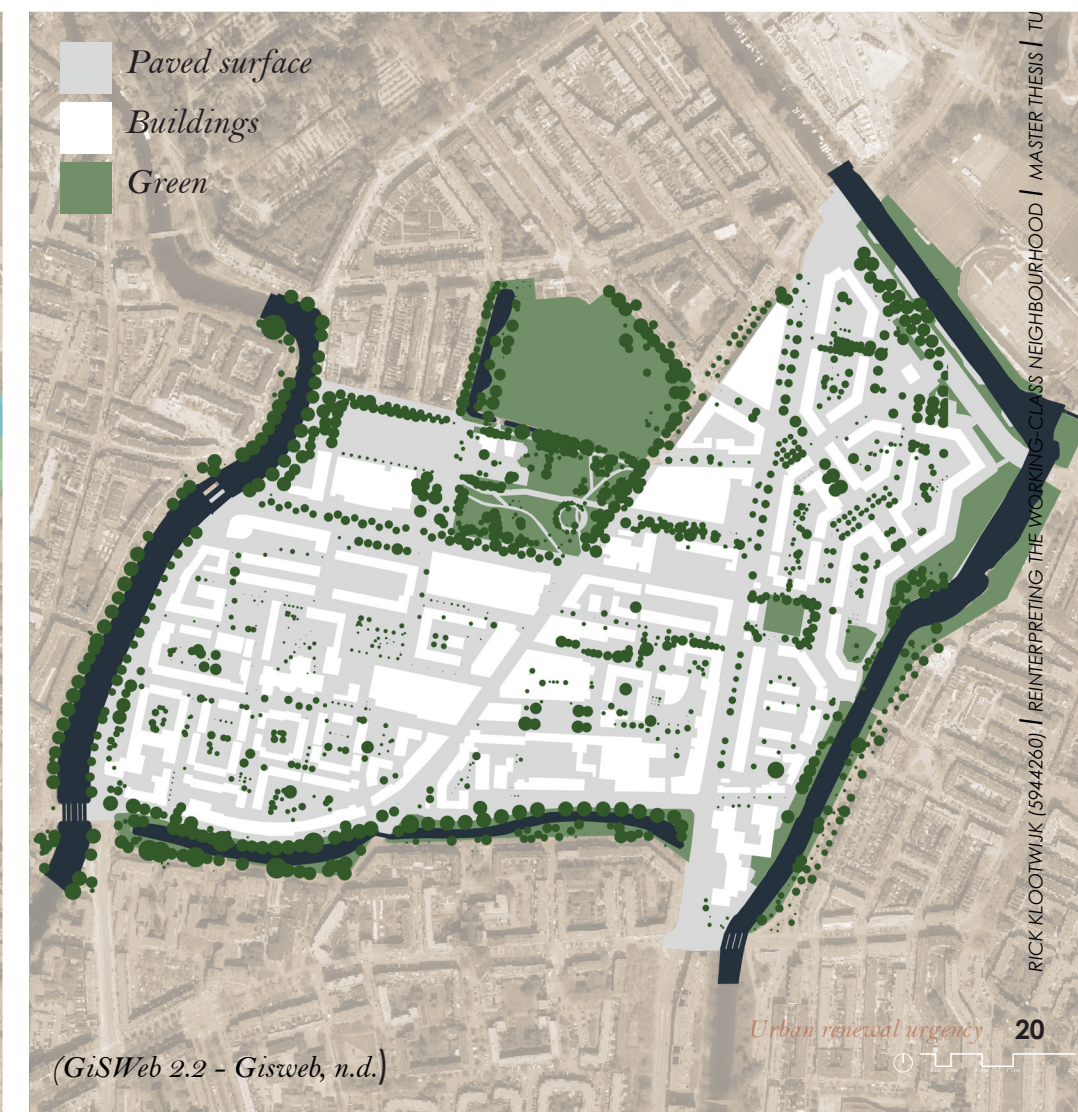 Paved surface
Buildings
Green
RICK KLOOTWIJK (5944260) | REINTERPRETING THE WORKING-CLASS NEIGHBOURHOOD | MASTER THESIS | TU
Urban renewal urgency 20
(GiSWeb 2.2 - Gisweb, n.d.)